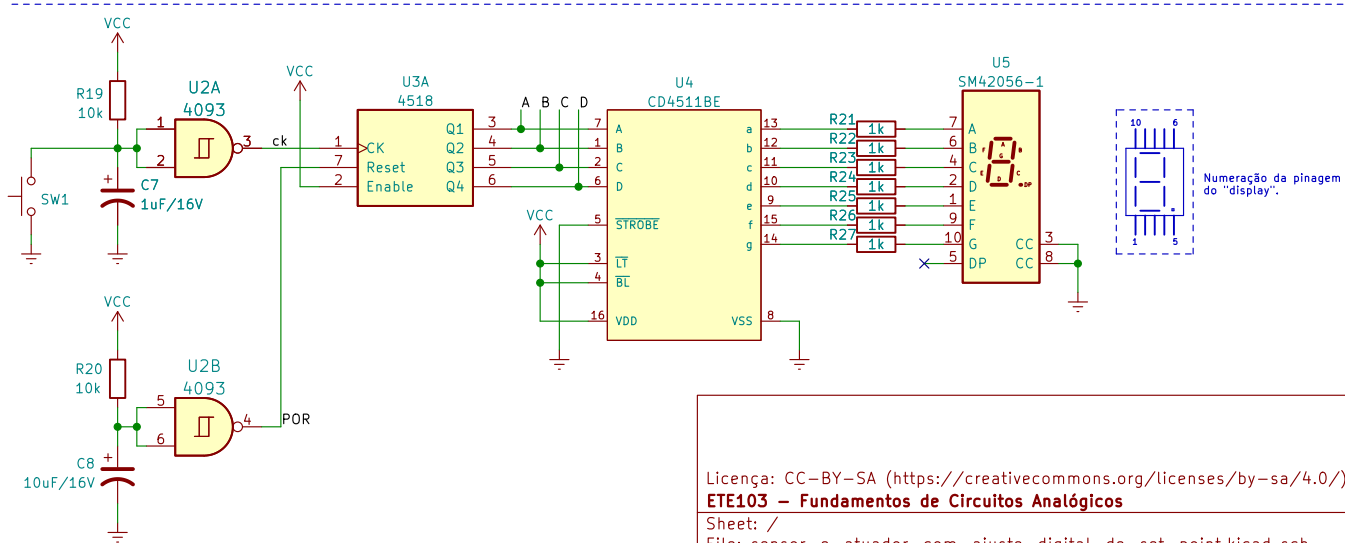 VCC
R19
10k
U2A
4093
1
2
3
ck
SW1
+
C7
1uF/16V
VCC
U3A
4518
1
CK
7
Reset
2
Enable
Q1
3
Q2
4
Q3
5
Q4
6
A B C D
U4
CD4511BE
7
A
1
B
2
C
6
D
5
STROBE
3
LT
4
BL
16
VDD
13
a
12
b
11
c
10
d
9
e
15
f
14
g
8
VSS
VCC
R21
1k
R22
1k
R23
1k
R24
1k
R25
1k
R26
1k
R27
1k
U5
SM42056-1
7
A
6
B
4
C
2
D
1
E
9
F
10
G
5
DP
CC
3
CC
8
A
F
B
G
E
C
D
DP
10
6
1
5
Numeração da pinagem
do "display".
VCC
R20
10k
U2B
4093
5
6
4
POR
+
C8
10uF/16V
Licença: CC-BY-SA (https://creativecommons.org/licenses/by-sa/4.0/)
ETE103 - Fundamentos de Circuitos Analógicos
Sheet: /